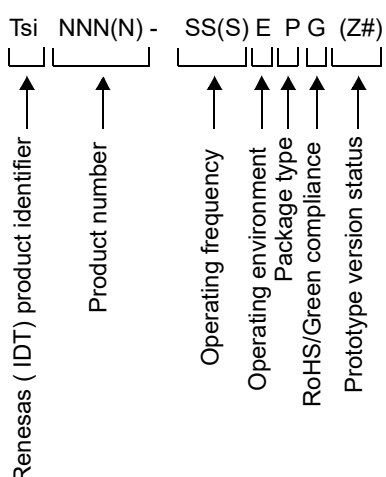 Tsi NNN(N) - SS(S) E P G (Z#)
Renesas ( IDT) product identifier
Product number
Operating frequency
Operating environment
Package type
RoHS/Green compliance
Prototype version status